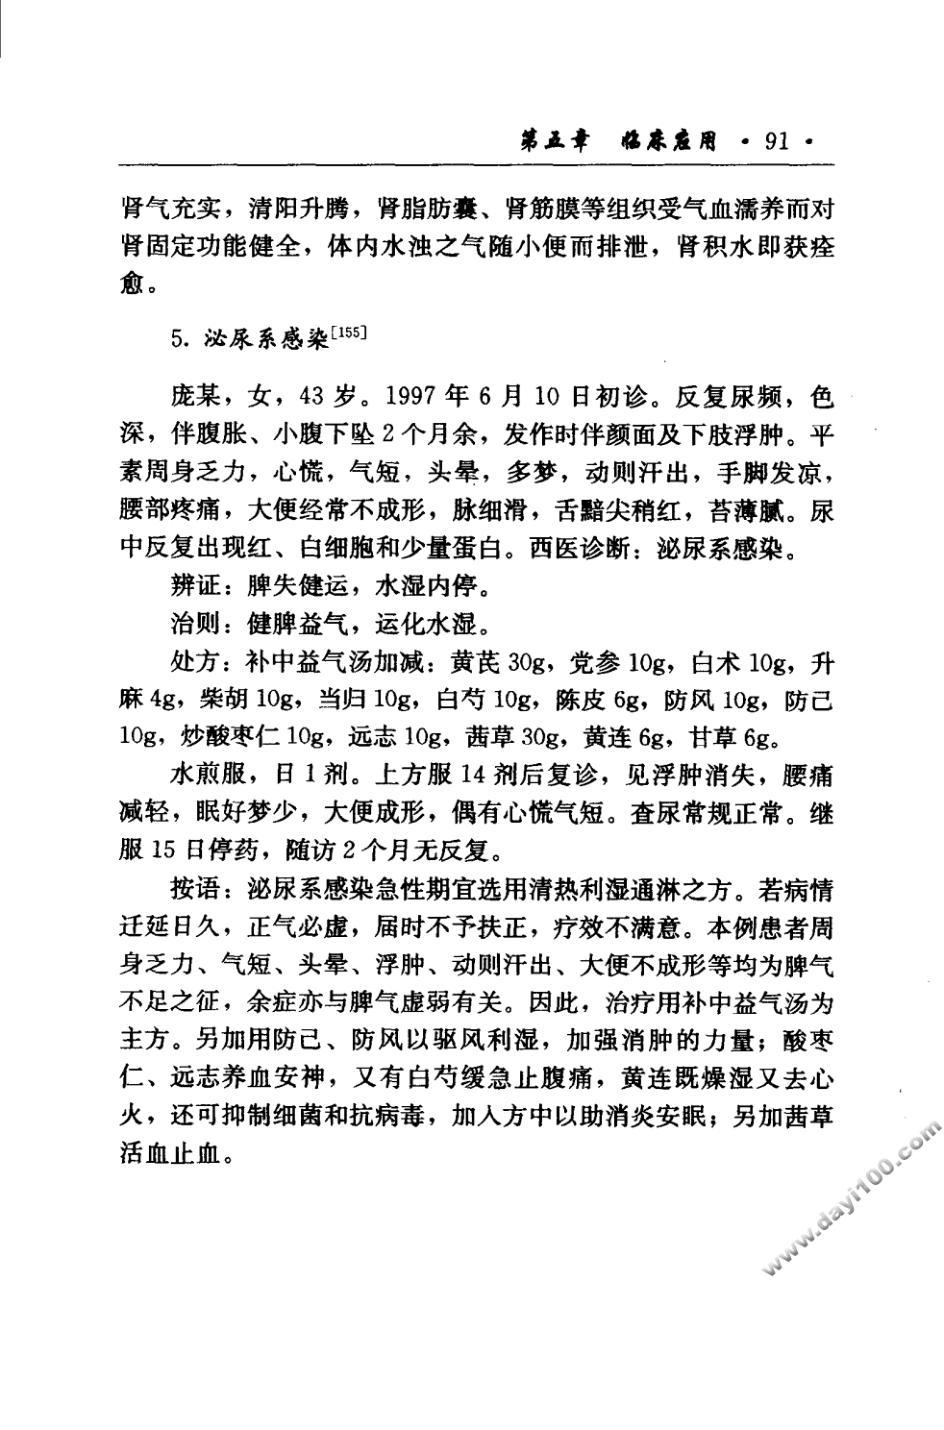 第五章 临床应用 · 91 ·
肾气充实，清阳升腾，肾脂肪囊、肾筋膜等组织受气血濡养而对
肾固定功能健全，体内水浊之气随小便而排泄，肾积水即获痊
愈。
5. 泌尿系感染[155]
庞某，女，43 岁。1997 年 6 月 10 日初诊。反复尿频，色
深，伴腹胀、小腹下坠 2 个月余，发作时伴颜面及下肢浮肿。平
素周身乏力，心慌，气短，头晕，多梦，动则汗出，手脚发凉，
腰部疼痛，大便经常不成形，脉细滑，舌黯尖稍红，苔薄腻。尿
中反复出现红、白细胞和少量蛋白。西医诊断：泌尿系感染。
辨证：脾失健运，水湿内停。
治则：健脾益气，运化水湿。
处方：补中益气汤加减：黄芪 30g，党参 10g，白术 10g，升
麻 4g，柴胡 10g，当归 10g，白芍 10g，陈皮 6g，防风 10g，防己
10g，炒酸枣仁 10g，远志 10g，茜草 30g，黄连 6g，甘草 6g。
水煎服，日 1 剂。上方服 14 剂后复诊，见浮肿消失，腰痛
减轻，眠好梦少，大便成形，偶有心慌气短。查尿常规正常。继
服 15 日停药，随访 2 个月无反复。
按语：泌尿系感染急性期宜选用清热利湿通淋之方。若病情
迁延日久，正气必虚，届时不予扶正，疗效不满意。本例患者周
身乏力、气短、头晕、浮肿、动则汗出、大便不成形等均为脾气
不足之征，余症亦与脾气虚弱有关。因此，治疗用补中益气汤为
主方。另加用防己、防风以驱风利湿，加强消肿的力量；酸枣
仁、远志养血安神，又有白芍缓急止腹痛，黄连既燥湿又去心
火，还可抑制细菌和抗病毒，加入方中以助消炎安眠；另加茜草
活血止血。
www.dayi100.com